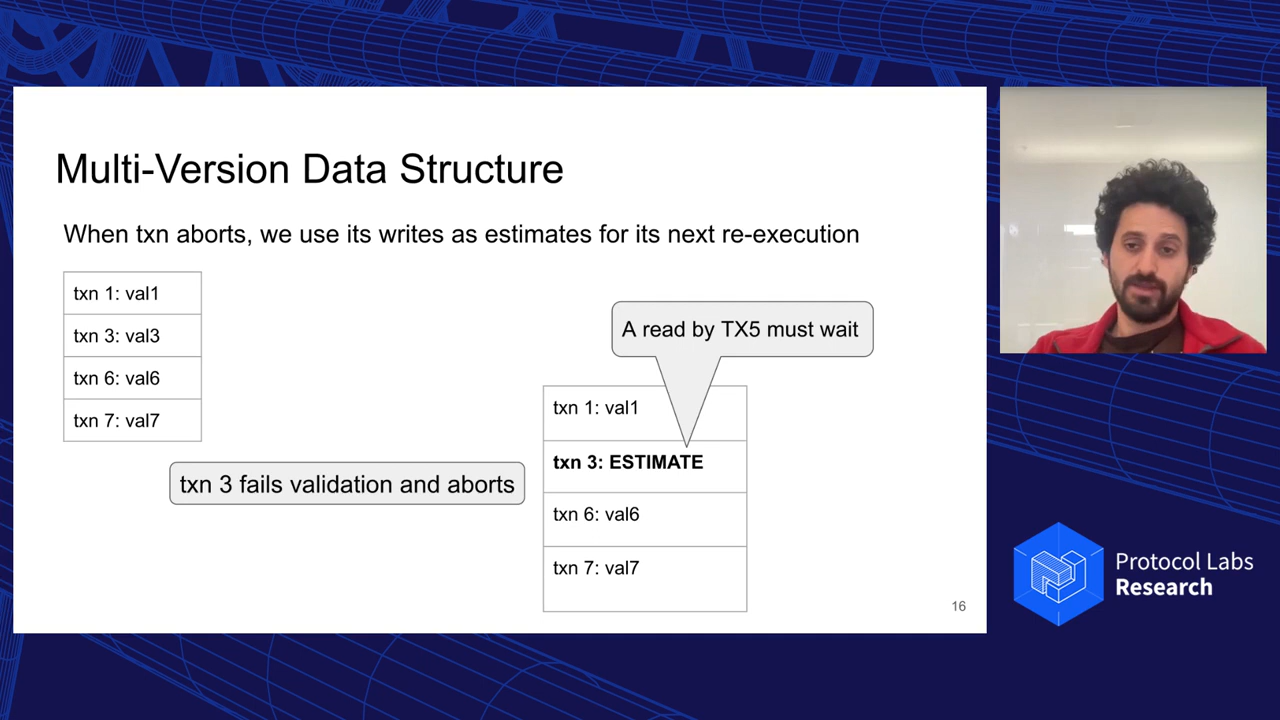 Multi-Version Data Structure
When txn aborts, we use its writes as estimates for its next re-execution
txn 1: val1
txn 3: val3
txn 6: val6
txn 7: val7
txn 3 fails validation and aborts
A read by TX5 must wait
txn 1: val1
txn 3: ESTIMATE
txn 6: val6
txn 7: val7
16
Protocol Labs
Research